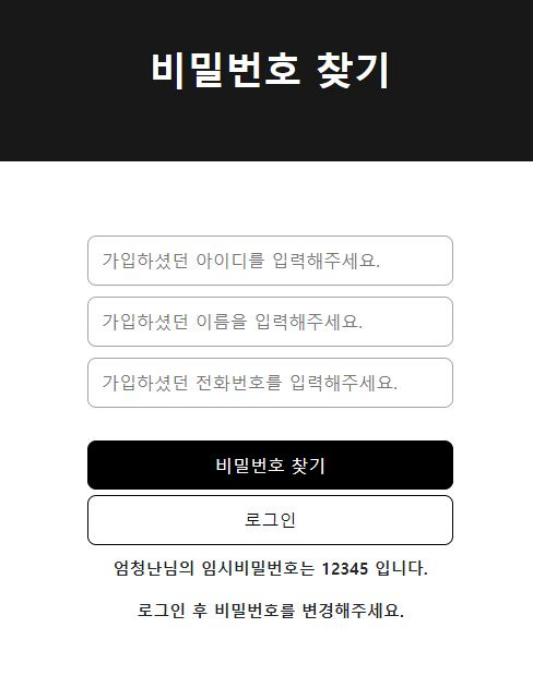 비밀번호 찾기
가입하셨던 아이디를 입력해주세요.
가입하셨던 이름을 입력해주세요.
가입하셨던 전화번호를 입력해주세요.
비밀번호 찾기
로그인
엄청난님의 임시비밀번호는 12345 입니다.
로그인 후 비밀번호를 변경해주세요.